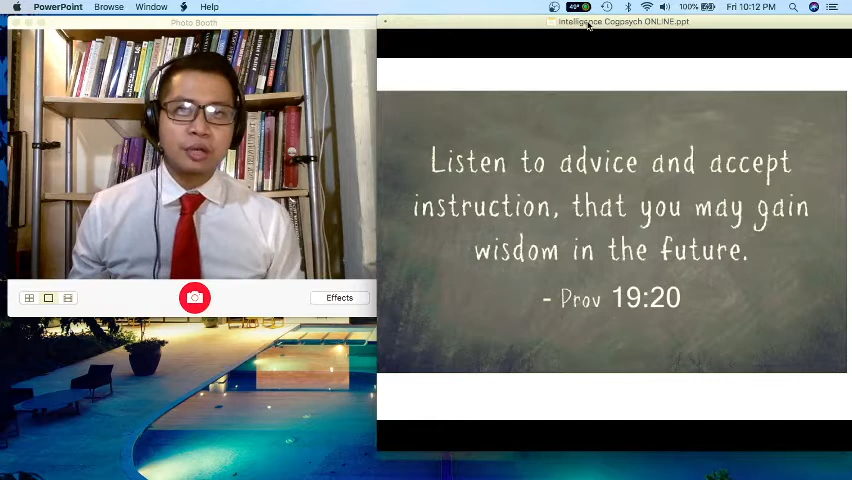 PowerPoint Browse Window Help
49°
100%
Fri 10:12 PM
Photo Booth
Intelligence Cogpsych ONLINE.ppt
Listen to advice and accept
instruction, that you may gain
wisdom in the future.
- Prov 19:20
Effects